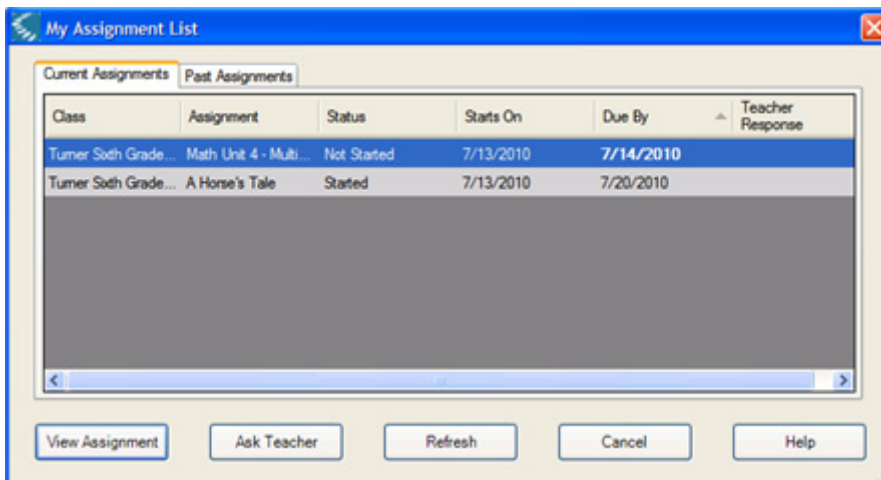 My Assignment List
Current Assignments Past Assignments
Class Assignment Status Starts On Due By Teacher Response
Turner Sixth Grade... Math Unit 4 - Multi... Not Started 7/13/2010 7/14/2010
Turner Sixth Grade... A Horse's Tale Started 7/13/2010 7/20/2010
View Assignment Ask Teacher Refresh Cancel Help